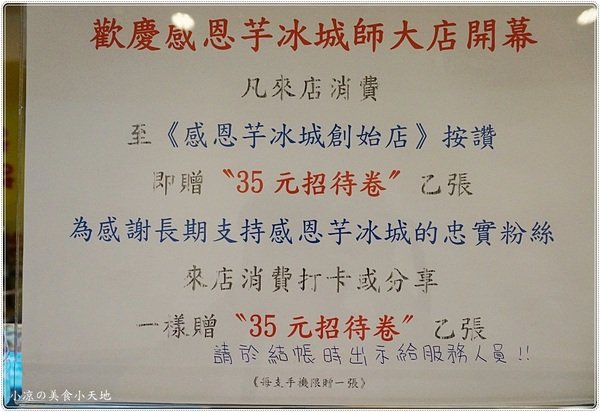 歡慶感恩芋冰城師大店開幕
凡來店消費
至《感恩芋冰城創始店》按讚
即贈〝35 元招待卷〞乙張
為感謝長期支持感恩芋冰城的忠實粉絲
來店消費打卡或分享
一樣贈〝35 元招待卷〞乙張
請於結帳時出示給服務人員!!
《每支手機限贈一張》
小凉の美食小天地